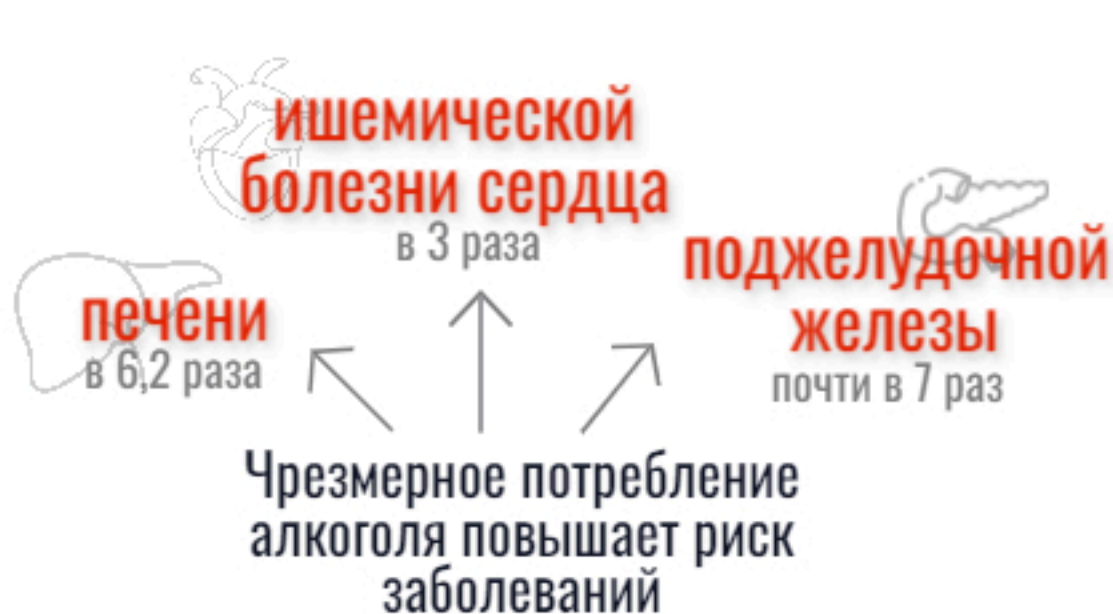 ишемической
болезни сердца
в 3 раза
поджелудочной
железы
почти в 7 раз
печени
в 6,2 раза
Чрезмерное потребление
алкоголя повышает риск
заболеваний